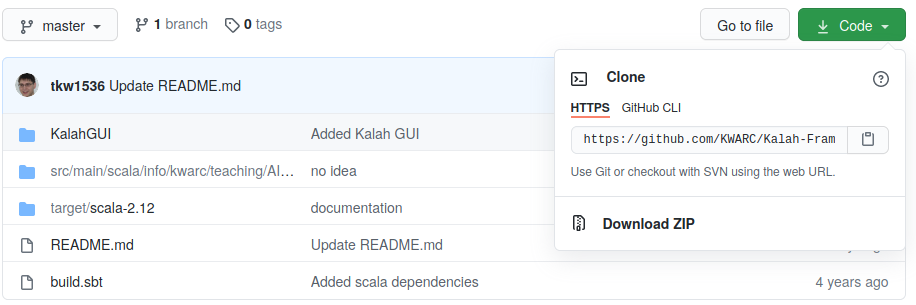 master 1 branch 0 tags Go to file Code
Clone
HTTPS GitHub CLI
https://github.com/KWARC/Kalah-Fram
Use Git or checkout with SVN using the web URL.
Download ZIP
tkw1536 Update README.md
KalahGUI Added Kalah GUI
src/main/scala/info/kwarc/teaching/AI... no idea
target/scala-2.12 documentation
README.md Update README.md
build.sbt Added scala dependencies 4 years ago